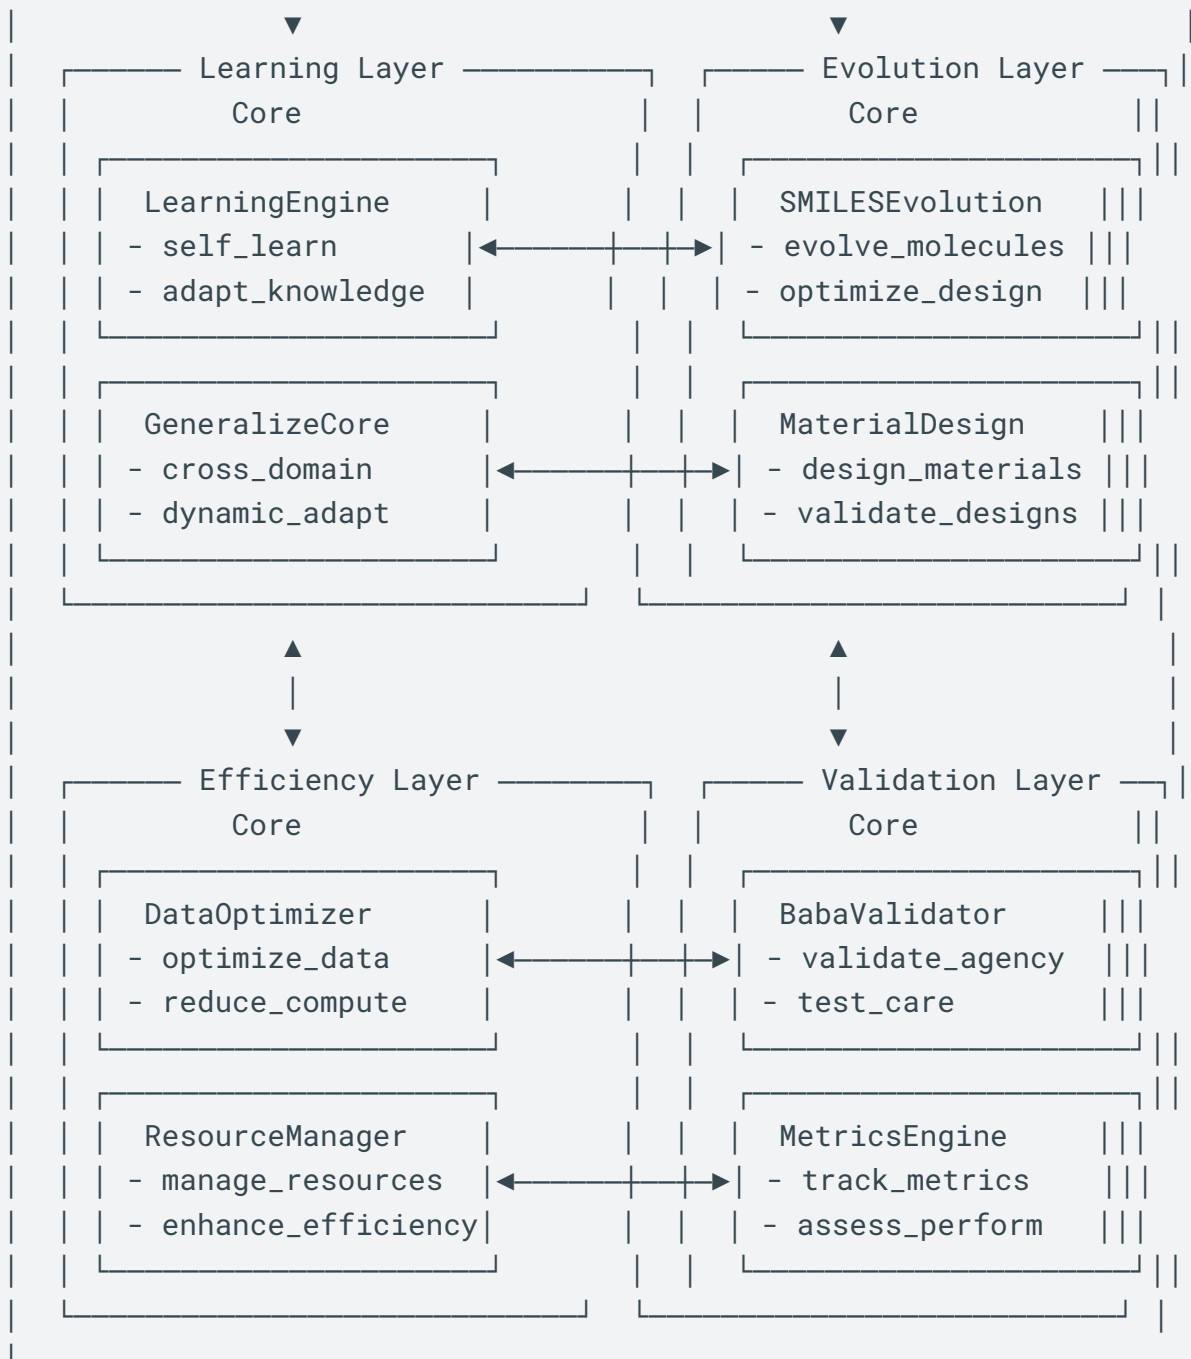 Learning Layer Evolution Layer
Core Core
LearningEngine SMILESEvolution
- self_learn - evolve_molecules
- adapt_knowledge - optimize_design
GeneralizeCore MaterialDesign
- cross_domain - design_materials
- dynamic_adapt - validate_designs
Efficiency Layer Validation Layer
Core Core
DataOptimizer BabaValidator
- optimize_data - validate_agency
- reduce_compute - test_care
ResourceManager MetricsEngine
- manage_resources - track_metrics
- enhance_efficiency - assess_perform